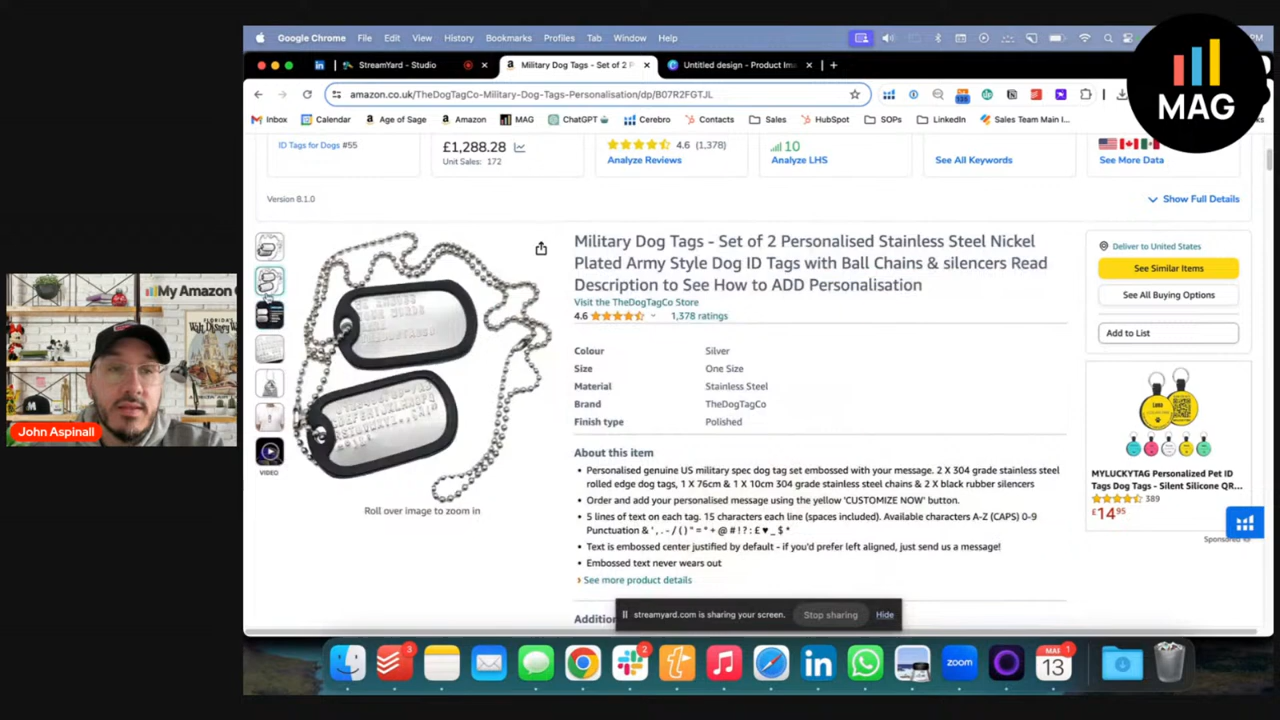 Google Chrome File Edit View History Bookmarks Profiles Tab Window Help
StreamYard - Studio
Military Dog Tags - Set of 2 P
Untitled design - Product Im
amazon.co.uk/TheDogTagCo-Military-Dog-Tags-Personalisation/dp/B07R2FGTJL
MAG
Inbox Calendar Age of Sage Amazon MAG ChatGPT Cerebro Contacts Sales HubSpot SOPs LinkedIn Sales Team Main I...
ID Tags for Dogs #55
£1,288.28
Unit Sales: 172
4.6 (1,378)
Analyze Reviews
10
Analyze LHS
See All Keywords
See More Data
Version 8.1.0
Show Full Details
Military Dog Tags - Set of 2 Personalised Stainless Steel Nickel
Plated Army Style Dog ID Tags with Ball Chains & silencers Read
Description to See How to ADD Personalisation
Visit the TheDogTagCo Store
4.6 1,378 ratings
Colour Silver
Size One Size
Material Stainless Steel
Brand TheDogTagCo
Finish type Polished
About this item
• Personalised genuine US military spec dog tag set embossed with your message. 2 X 304 grade stainless steel
rolled edge dog tags, 1 X 76cm & 1 X 10cm 304 grade stainless steel chains & 2 X black rubber silencers
• Order and add your personalised message using the yellow 'CUSTOMIZE NOW' button.
• 5 lines of text on each tag. 15 characters each line (spaces included). Available characters A-Z (CAPS) 0-9
Punctuation & ' , . - / ( ) " = * + @ # ! ? : £ ♥ _ $ *
• Text is embossed center justified by default - if you'd prefer left aligned, just send us a message!
• Embossed text never wears out
› See more product details
Roll over image to zoom in
VIDEO
Deliver to United States
See Similar Items
See All Buying Options
Add to List
MYLUCKYTAG Personalized Pet ID
Tags Dog Tags - Silent Silicone QR...
389
£14.95
Sponsored
streamyard.com is sharing your screen. Stop sharing Hide
My Amazon
John Aspinall
3
2
zoom
MAR
13
1